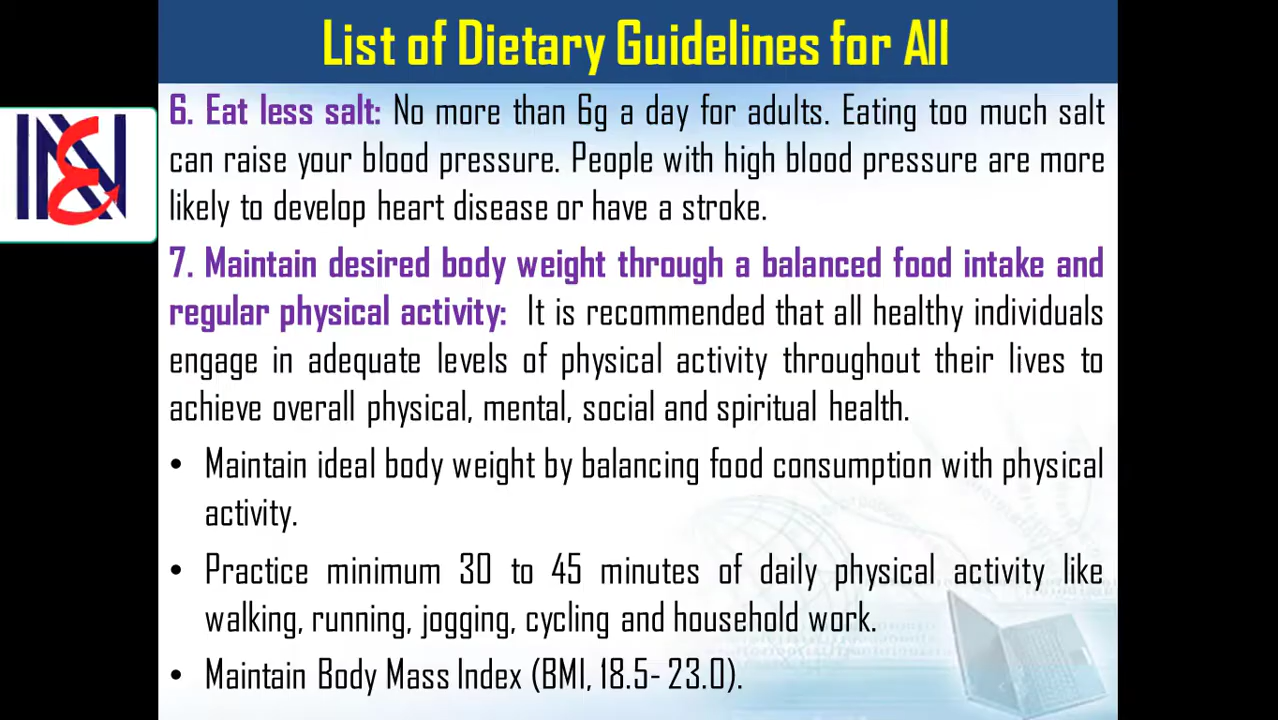 List of Dietary Guidelines for All
6. Eat less salt: No more than 6g a day for adults. Eating too much salt
can raise your blood pressure. People with high blood pressure are more
likely to develop heart disease or have a stroke.
7. Maintain desired body weight through a balanced food intake and
regular physical activity: It is recommended that all healthy individuals
engage in adequate levels of physical activity throughout their lives to
achieve overall physical, mental, social and spiritual health.
• Maintain ideal body weight by balancing food consumption with physical
activity.
• Practice minimum 30 to 45 minutes of daily physical activity like
walking, running, jogging, cycling and household work.
• Maintain Body Mass Index (BMI, 18.5- 23.0).